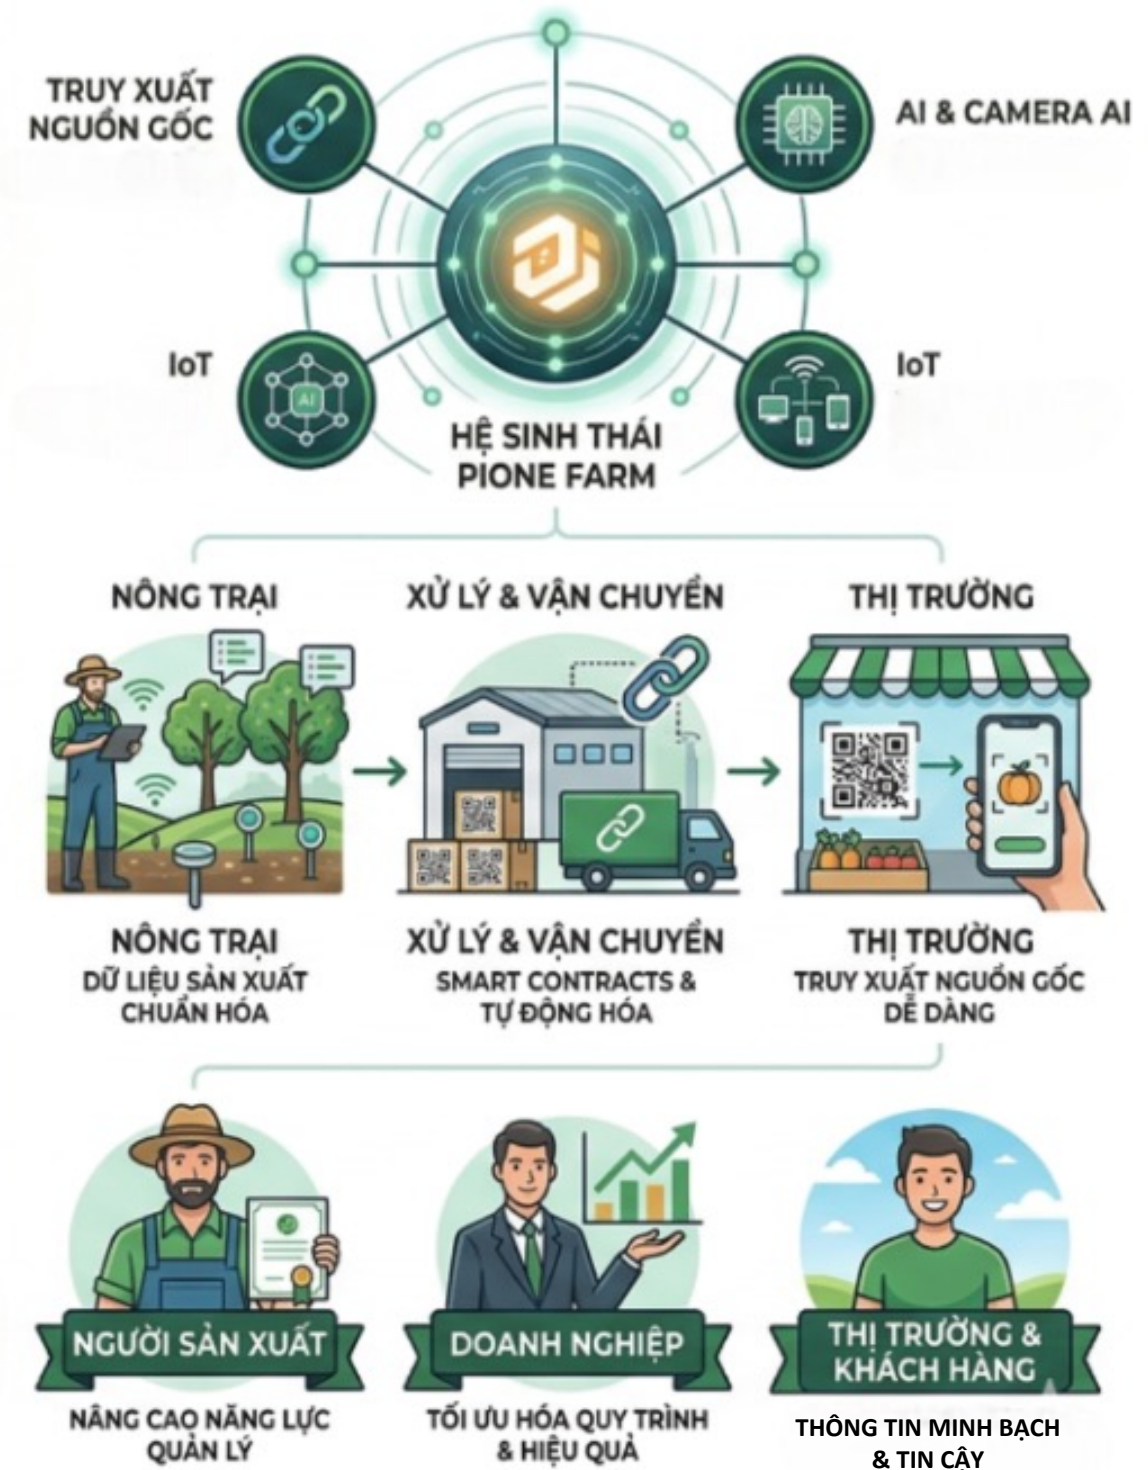 TRUY XUẤT
NGUỒN GỐC
AI & CAMERA AI
IoT
AI
IoT
HỆ SINH THÁI
PIONE FARM
NÔNG TRẠI
XỬ LÝ & VẬN CHUYỂN
THỊ TRƯỜNG
NÔNG TRẠI
DỮ LIỆU SẢN XUẤT
CHUẨN HÓA
XỬ LÝ & VẬN CHUYỂN
SMART CONTRACTS &
TỰ ĐỘNG HÓA
THỊ TRƯỜNG
TRUY XUẤT NGUỒN GỐC
DỄ DÀNG
NGƯỜI SẢN XUẤT
NÂNG CAO NĂNG LỰC
QUẢN LÝ
DOANH NGHIỆP
TỐI ƯU HÓA QUY TRÌNH
& HIỆU QUẢ
THỊ TRƯỜNG &
KHÁCH HÀNG
THÔNG TIN MINH BẠCH
& TIN CẬY